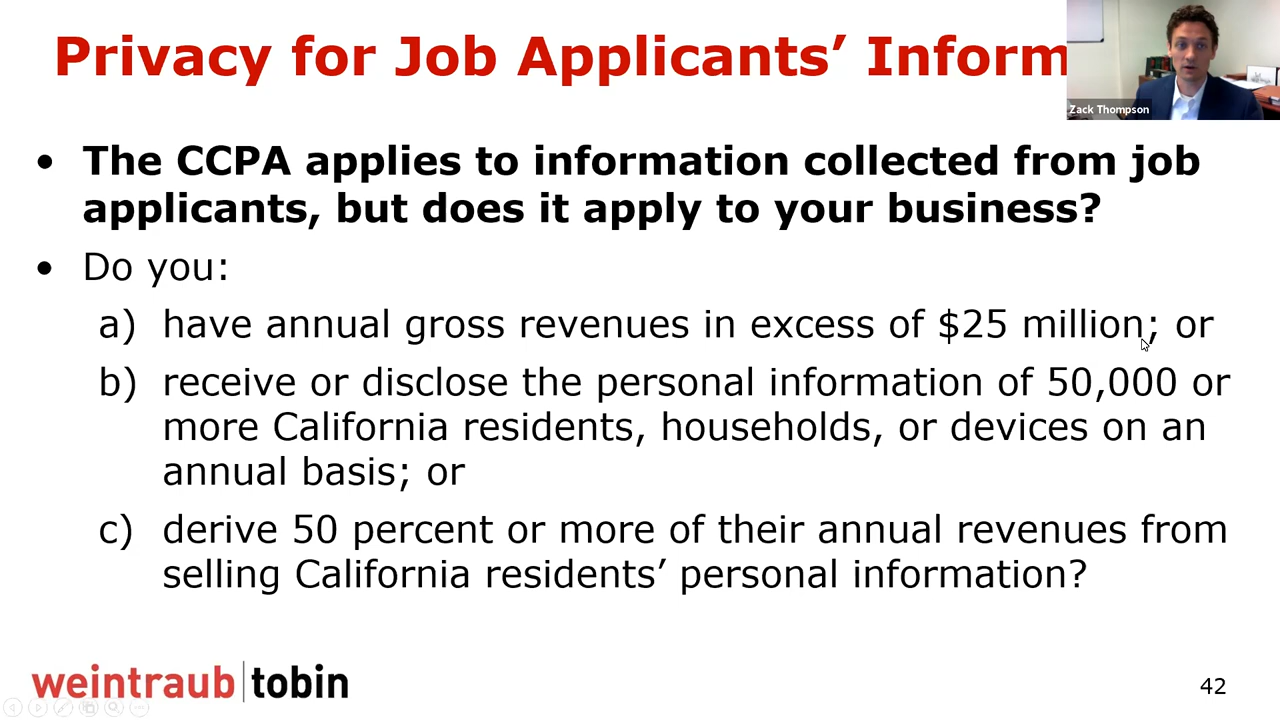 Privacy for Job Applicants’ Inform
Zack Thompson
• The CCPA applies to information collected from job
applicants, but does it apply to your business?
• Do you:
a) have annual gross revenues in excess of $25 million; or
b) receive or disclose the personal information of 50,000 or
more California residents, households, or devices on an
annual basis; or
c) derive 50 percent or more of their annual revenues from
selling California residents’ personal information?
weintraub tobin
42